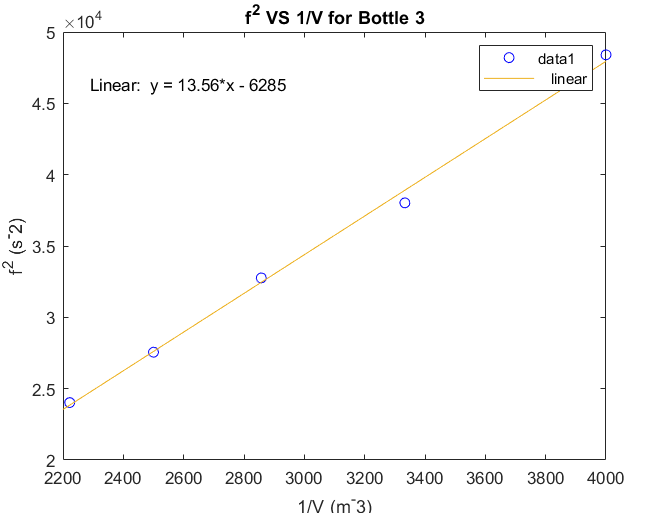 f² VS 1/V for Bottle 3
×10⁴
5
4.5
4
3.5
3
2.5
2
f² (s⁻2)
Linear: y = 13.56*x - 6285
data1
linear
2200 2400 2600 2800 3000 3200 3400 3600 3800 4000
1/V (m⁻3)